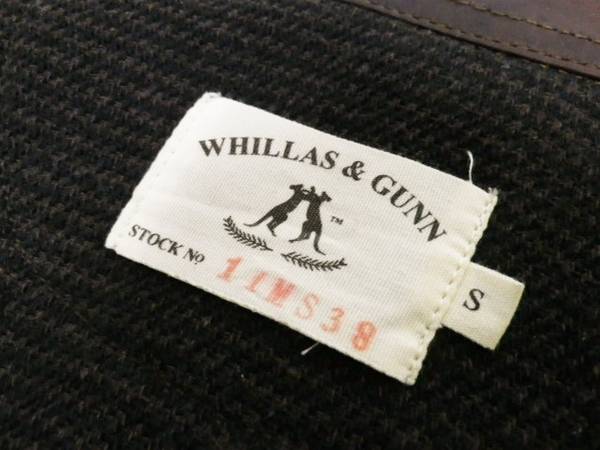 WHILLAS & GUNN
TM
STOCK Nº
11MS38
S